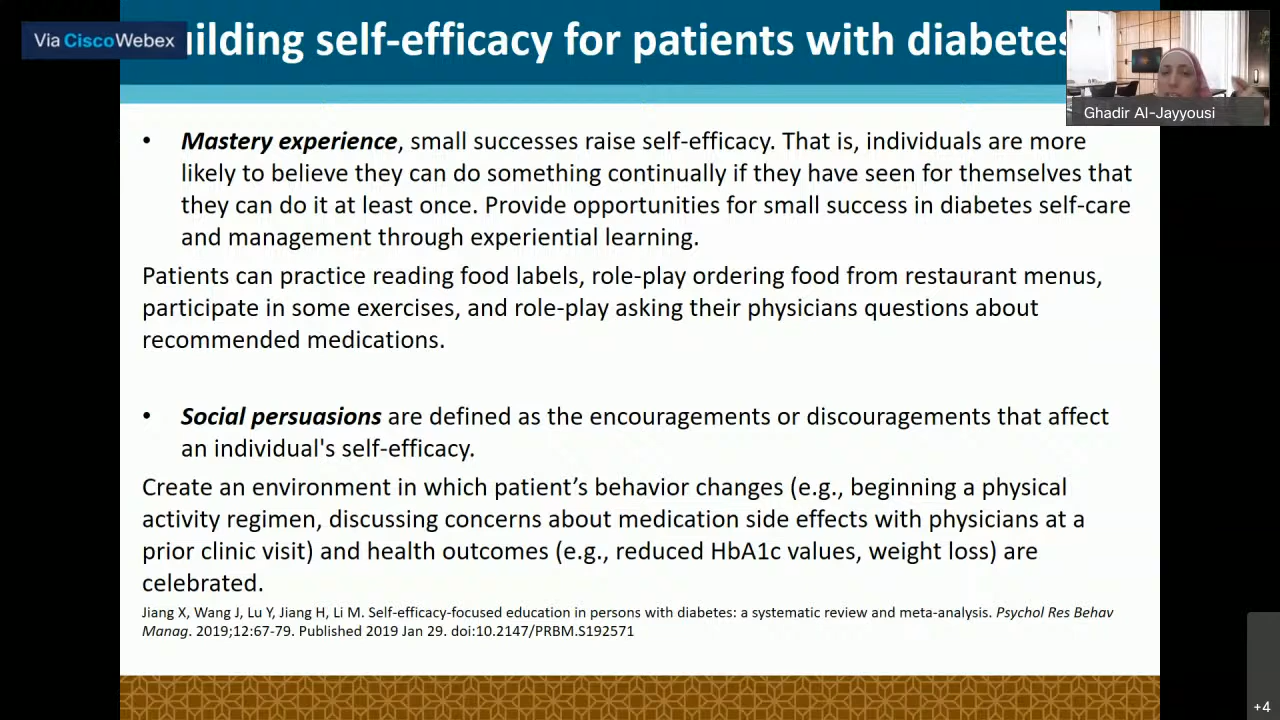 Via Cisco Webex
ilding self-efficacy for patients with diabetes
Ghadir Al-Jayyousi
• Mastery experience, small successes raise self-efficacy. That is, individuals are more
likely to believe they can do something continually if they have seen for themselves that
they can do it at least once. Provide opportunities for small success in diabetes self-care
and management through experiential learning.
Patients can practice reading food labels, role-play ordering food from restaurant menus,
participate in some exercises, and role-play asking their physicians questions about
recommended medications.
• Social persuasions are defined as the encouragements or discouragements that affect
an individual's self-efficacy.
Create an environment in which patient’s behavior changes (e.g., beginning a physical
activity regimen, discussing concerns about medication side effects with physicians at a
prior clinic visit) and health outcomes (e.g., reduced HbA1c values, weight loss) are
celebrated.
Jiang X, Wang J, Lu Y, Jiang H, Li M. Self-efficacy-focused education in persons with diabetes: a systematic review and meta-analysis. Psychol Res Behav
Manag. 2019;12:67-79. Published 2019 Jan 29. doi:10.2147/PRBM.S192571
+4